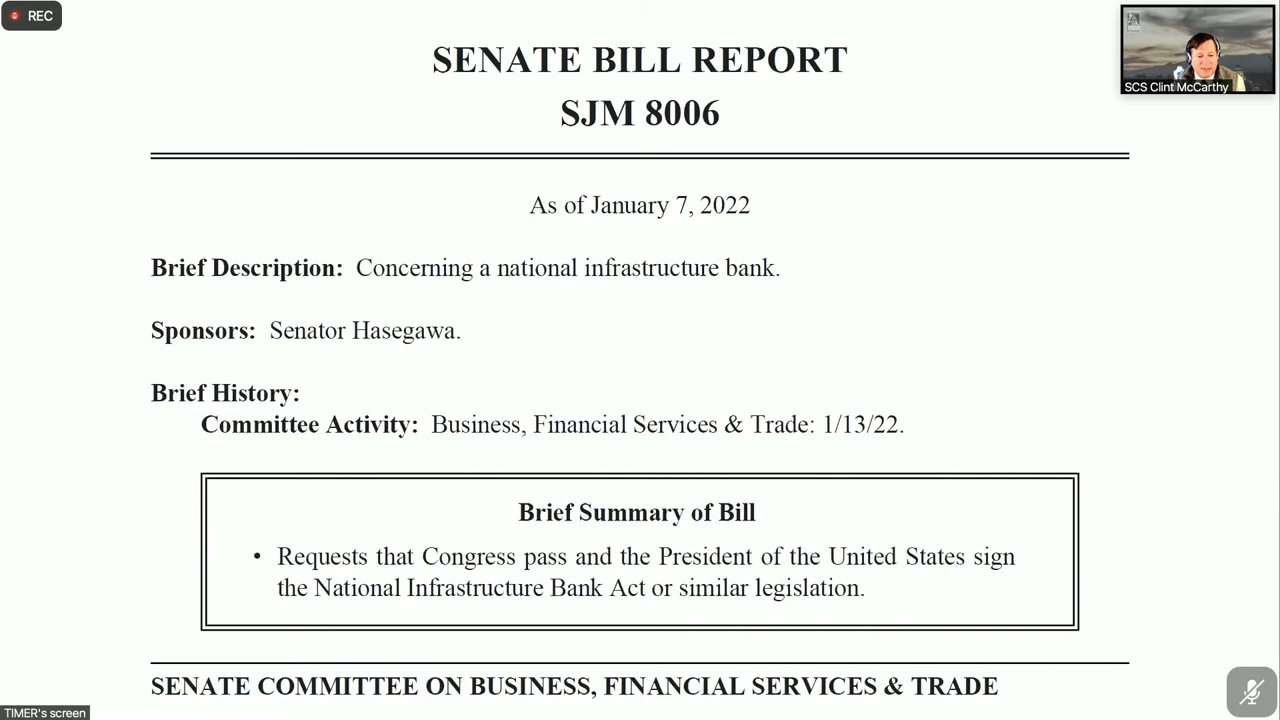 REC
SENATE BILL REPORT
SJM 8006
SCS Clint McCarthy
As of January 7, 2022
Brief Description: Concerning a national infrastructure bank.
Sponsors: Senator Hasegawa.
Brief History:
Committee Activity: Business, Financial Services & Trade: 1/13/22.
Brief Summary of Bill
• Requests that Congress pass and the President of the United States sign
the National Infrastructure Bank Act or similar legislation.
SENATE COMMITTEE ON BUSINESS, FINANCIAL SERVICES & TRADE
TIMER's screen